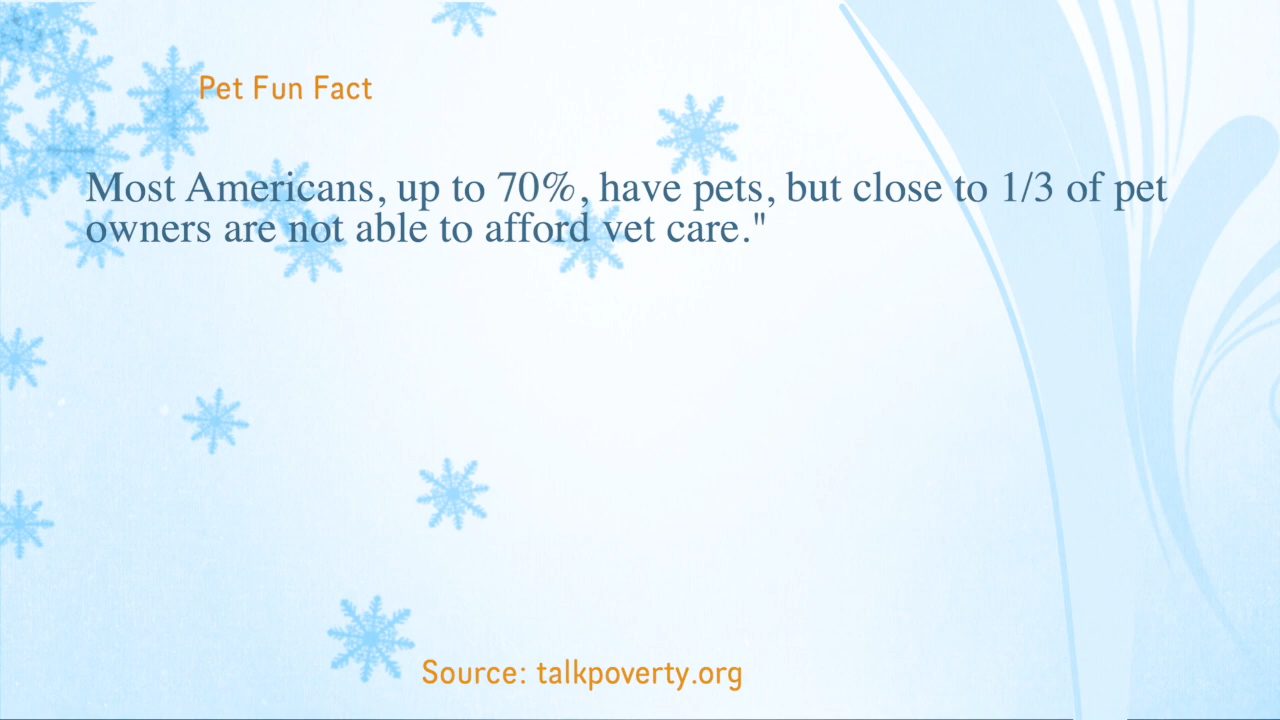 Pet Fun Fact
Most Americans, up to 70%, have pets, but close to 1/3 of pet
owners are not able to afford vet care."
Source: talkpoverty.org